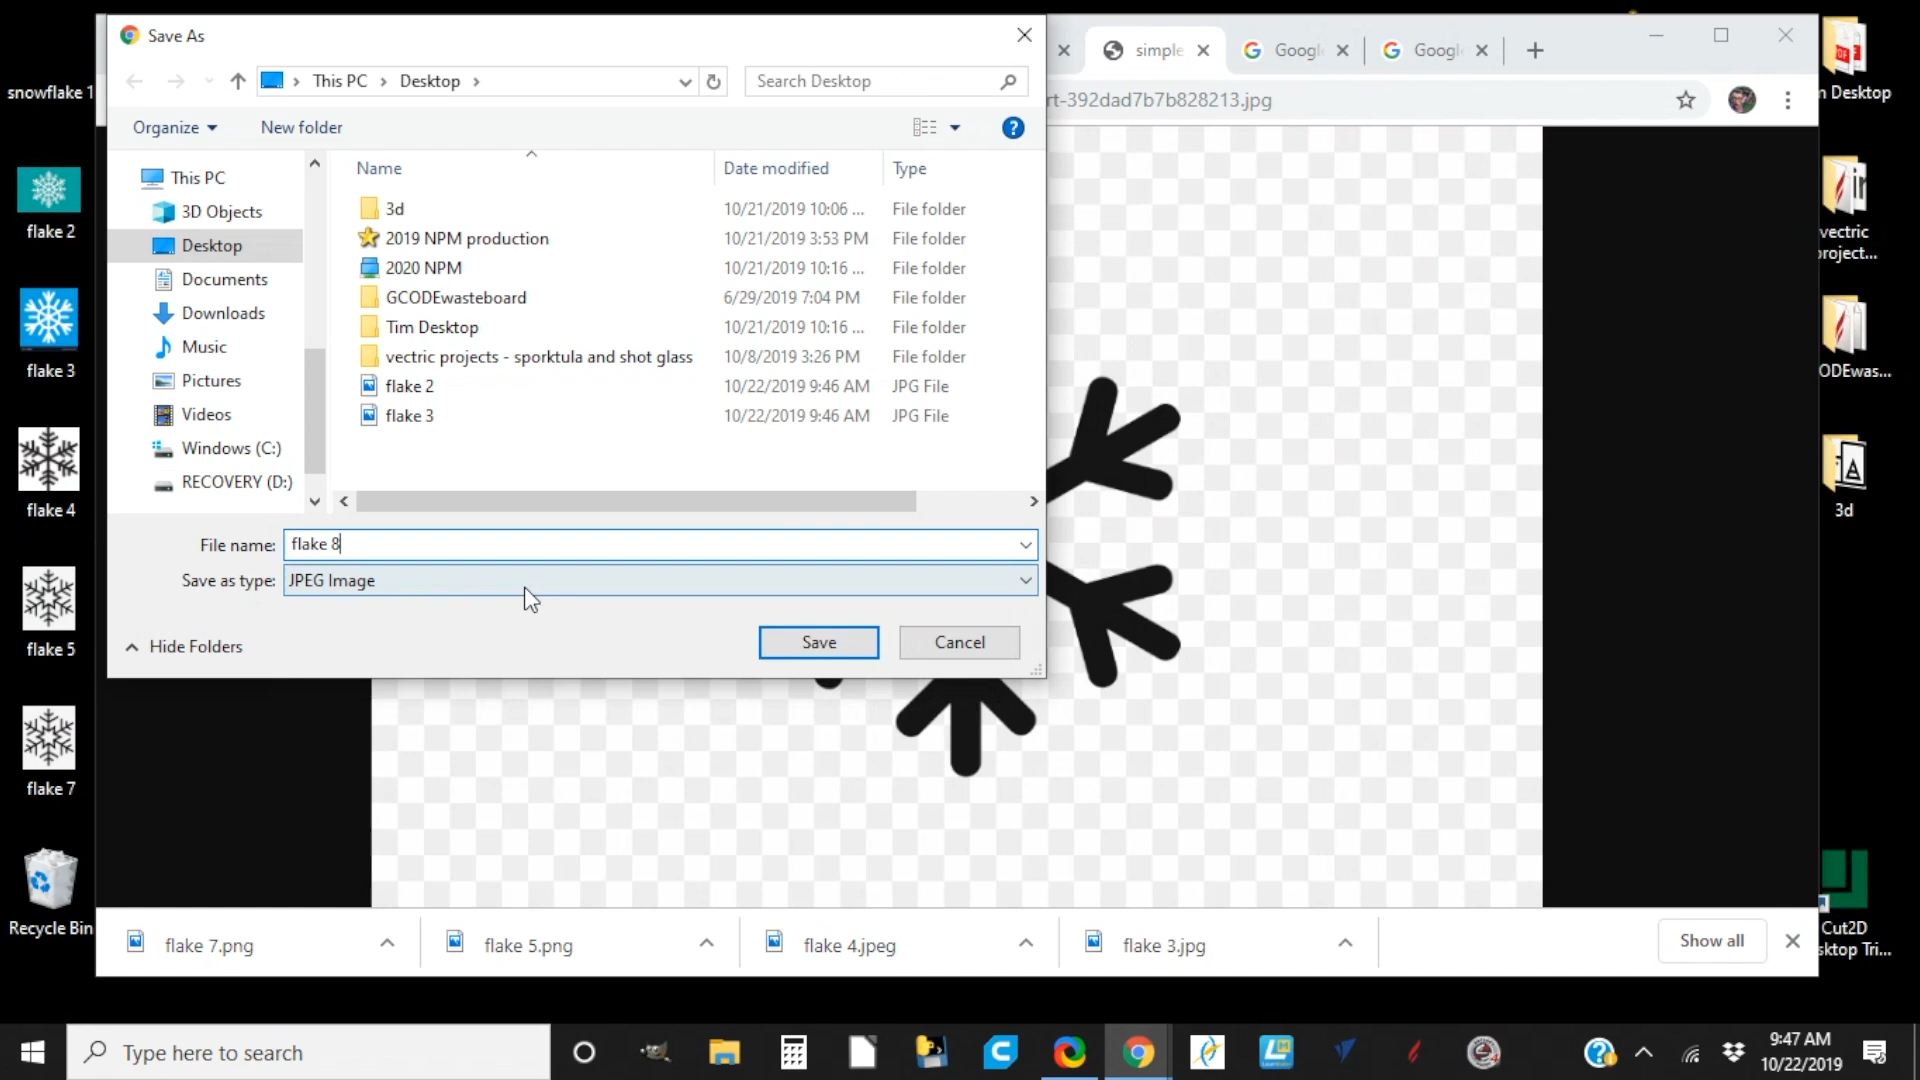 Save As
simple
Googl
Googl
This PC
Desktop
Search Desktop
rt-392dad7b7b828213.jpg
Organize
New folder
?
Name
Date modified
Type
This PC
3D Objects
Desktop
Documents
Downloads
Music
Pictures
Videos
Windows (C:)
RECOVERY (D:)
3d 10/21/2019 10:06 ... File folder
2019 NPM production 10/21/2019 3:53 PM File folder
2020 NPM 10/21/2019 10:16 ... File folder
GCODEwasteboard 6/29/2019 7:04 PM File folder
Tim Desktop 10/21/2019 10:16 ... File folder
vectric projects - sporktula and shot glass 10/8/2019 3:26 PM File folder
flake 2 10/22/2019 9:46 AM JPG File
flake 3 10/22/2019 9:46 AM JPG File
File name: flake 8
Save as type: JPEG Image
Hide Folders
Save
Cancel
snowflake 1
flake 2
flake 3
flake 4
flake 5
flake 7
Recycle Bin
n Desktop
vectric
project...
ODEwas...
3d
Cut2D
sktop Tri...
flake 7.png
flake 5.png
flake 4.jpeg
flake 3.jpg
Show all
Type here to search
9:47 AM
10/22/2019